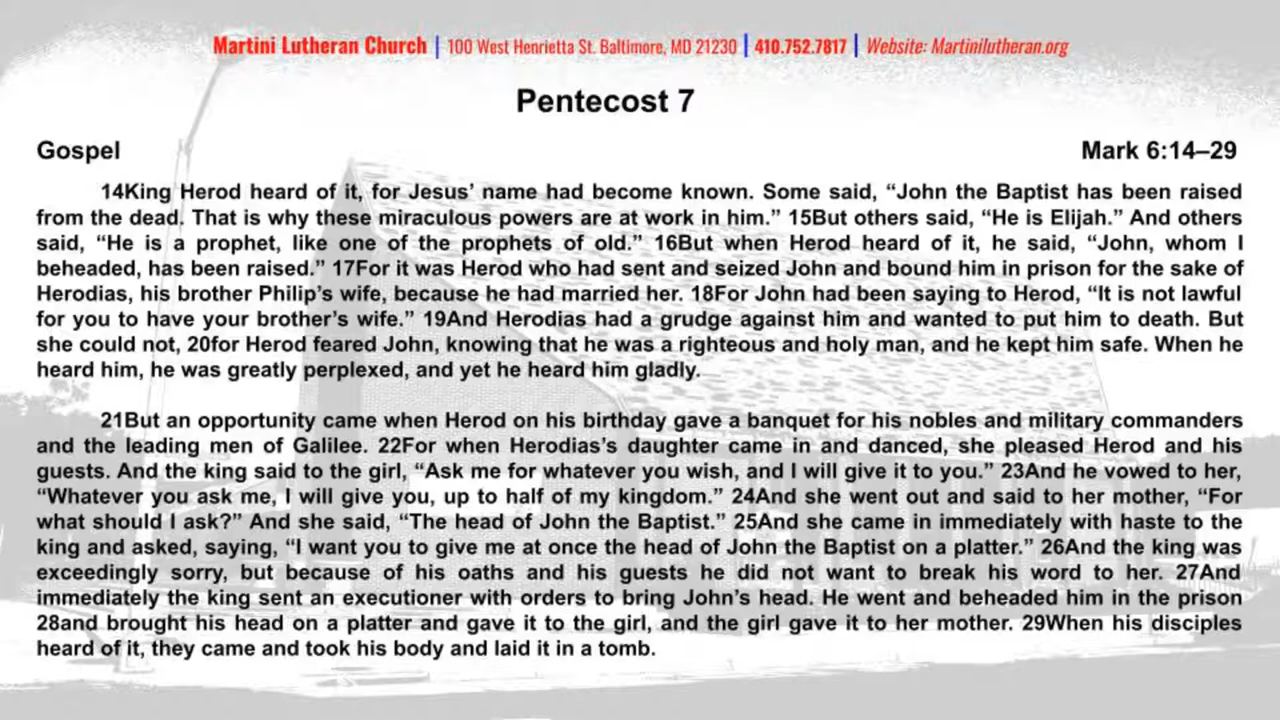 Martini Lutheran Church | 100 West Henrietta St. Baltimore, MD 21230 | 410.752.7817 | Website: Martinilutheran.org
Pentecost 7
Gospel Mark 6:14–29
14King Herod heard of it, for Jesus’ name had become known. Some said, “John the Baptist has been raised
from the dead. That is why these miraculous powers are at work in him.” 15But others said, “He is Elijah.” And others
said, “He is a prophet, like one of the prophets of old.” 16But when Herod heard of it, he said, “John, whom I
beheaded, has been raised.” 17For it was Herod who had sent and seized John and bound him in prison for the sake of
Herodias, his brother Philip’s wife, because he had married her. 18For John had been saying to Herod, “It is not lawful
for you to have your brother’s wife.” 19And Herodias had a grudge against him and wanted to put him to death. But
she could not, 20for Herod feared John, knowing that he was a righteous and holy man, and he kept him safe. When he
heard him, he was greatly perplexed, and yet he heard him gladly.
21But an opportunity came when Herod on his birthday gave a banquet for his nobles and military commanders
and the leading men of Galilee. 22For when Herodias’s daughter came in and danced, she pleased Herod and his
guests. And the king said to the girl, “Ask me for whatever you wish, and I will give it to you.” 23And he vowed to her,
“Whatever you ask me, I will give you, up to half of my kingdom.” 24And she went out and said to her mother, “For
what should I ask?” And she said, “The head of John the Baptist.” 25And she came in immediately with haste to the
king and asked, saying, “I want you to give me at once the head of John the Baptist on a platter.” 26And the king was
exceedingly sorry, but because of his oaths and his guests he did not want to break his word to her. 27And
immediately the king sent an executioner with orders to bring John’s head. He went and beheaded him in the prison
28and brought his head on a platter and gave it to the girl, and the girl gave it to her mother. 29When his disciples
heard of it, they came and took his body and laid it in a tomb.